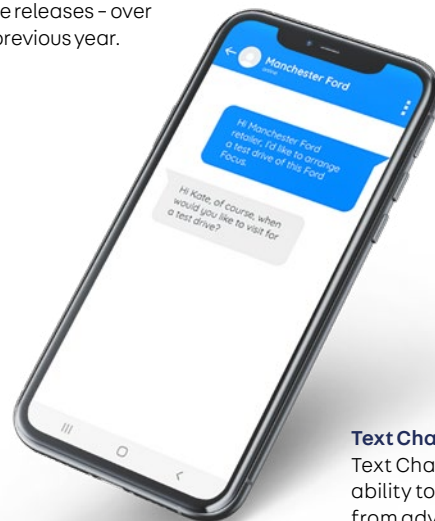 e releases – over
previous year.
Manchester Ford
online
Hi Manchester Ford
retailer, I'd like to arrange
a test drive of this Ford
Focus.
Hi Kate, of course, when
would you like to visit for
a test drive?
Text Cha
Text Cha
ability to
from adv